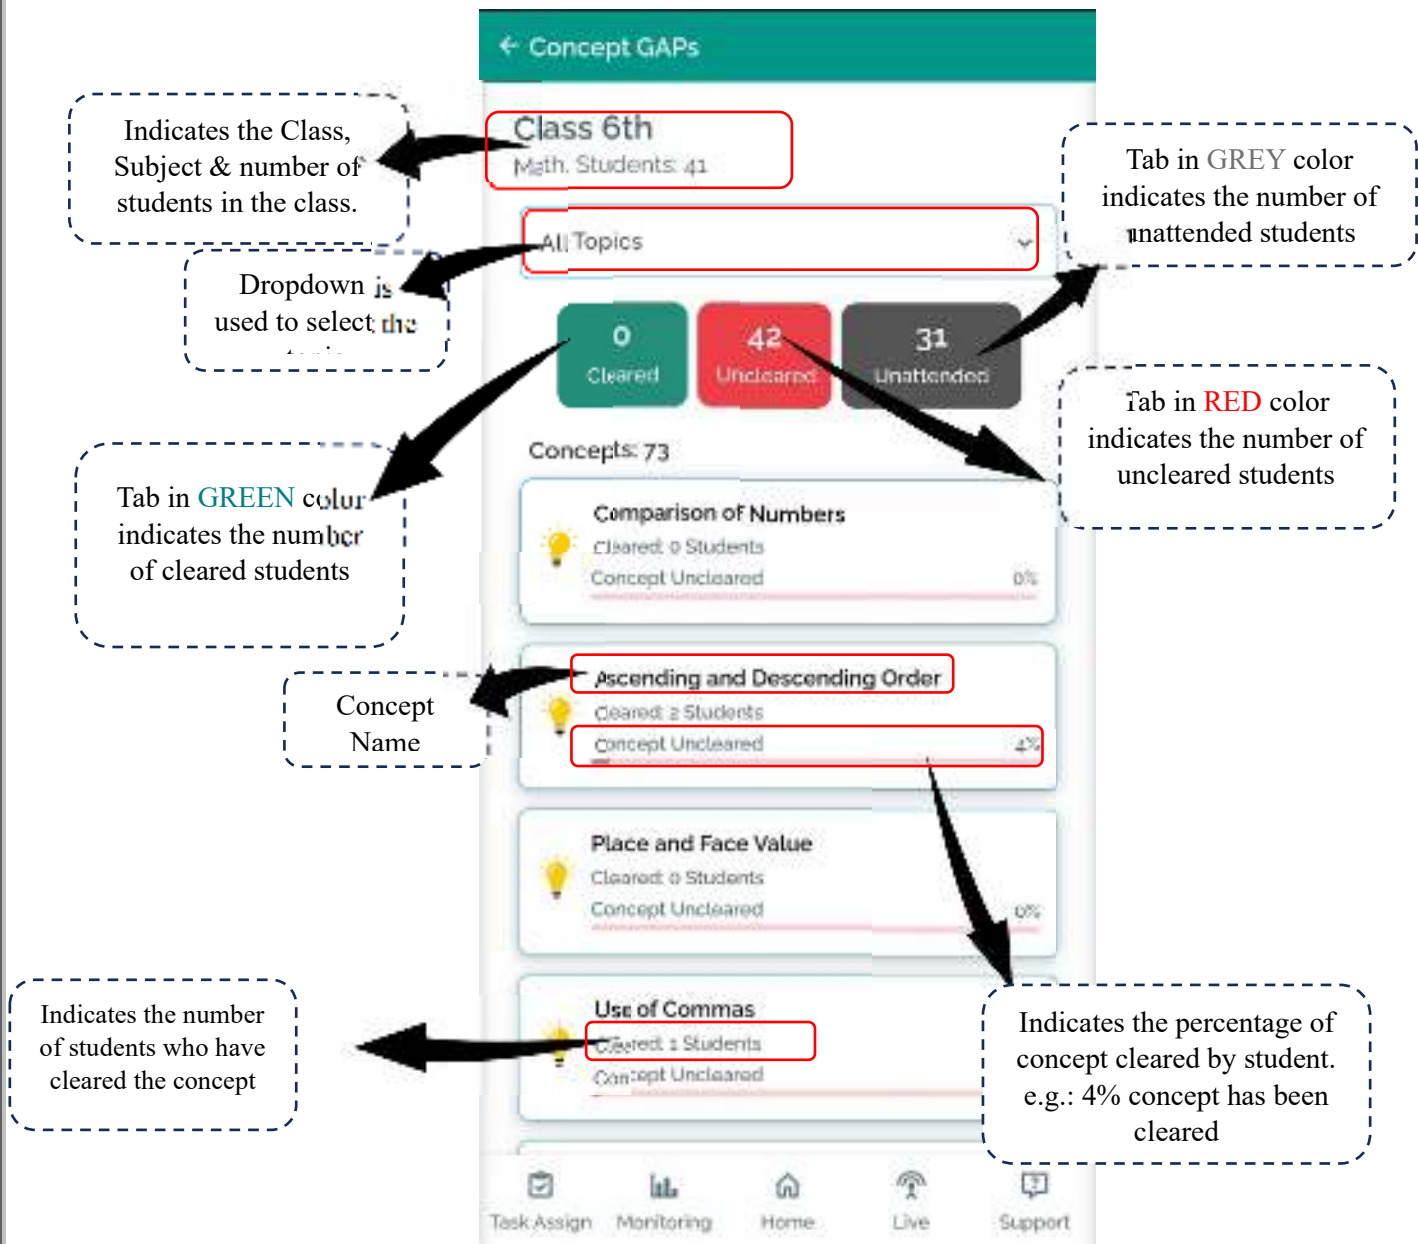 Concept GAPs
Class 6th
Math. Students: 41
Indicates the Class,
Subject & number of
students in the class.
Tab in GREY color
indicates the number of
unattended students
All Topics
Dropdown is
used to select the
0
Cleared
42
Uncleared
31
Unattended
Tab in RED color
indicates the number of
uncleared students
Concepts: 73
Tab in GREEN color
indicates the number
of cleared students
Comparison of Numbers
Cleared: 0 Students
Concept Uncleared 0%
Concept
Name
Ascending and Descending Order
Cleared: 2 Students
Concept Uncleared 4%
Place and Face Value
Cleared: 0 Students
Concept Uncleared 0%
Indicates the number
of students who have
cleared the concept
Use of Commas
Cleared: 1 Students
Concept Uncleared
Indicates the percentage of
concept cleared by student.
e.g.: 4% concept has been
cleared
Task Assign
Monitoring
Home
Live
Support